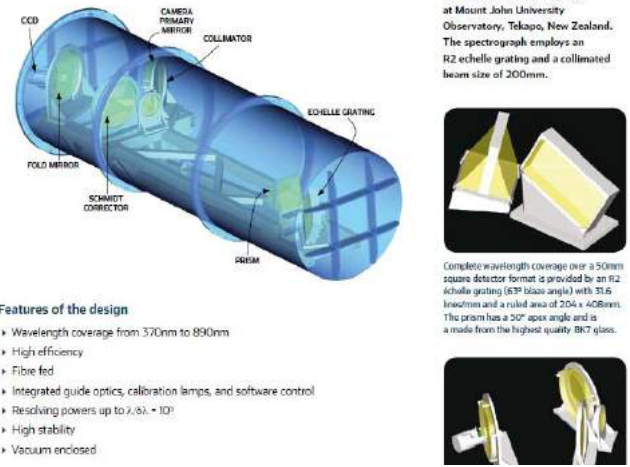 CCD
CAMERA
PRIMARY
MIRROR
COLLIMATOR
ECHELLE GRATING
FOLD MIRROR
SCHMIDT
CORRECTOR
PRISM
at Mount John University
Observatory, Tekapo, New Zealand.
The spectrograph employs an
R2 echelle grating and a collimated
beam size of 200mm.
Complete wavelength coverage over a 50mm
square detector format is provided by an R2
échelle grating (63º blaze angle) with 31.6
lines/mm and a ruled area of 204 x 408mm.
The prism has a 50° apex angle and is
a made from the highest quality BK7 glass.
Features of the design
Wavelength coverage from 370nm to 890nm
High efficiency
Fibre fed
Integrated guide optics, calibration lamps, and software control
Resolving powers up to
High stability
Vacuum enclosed